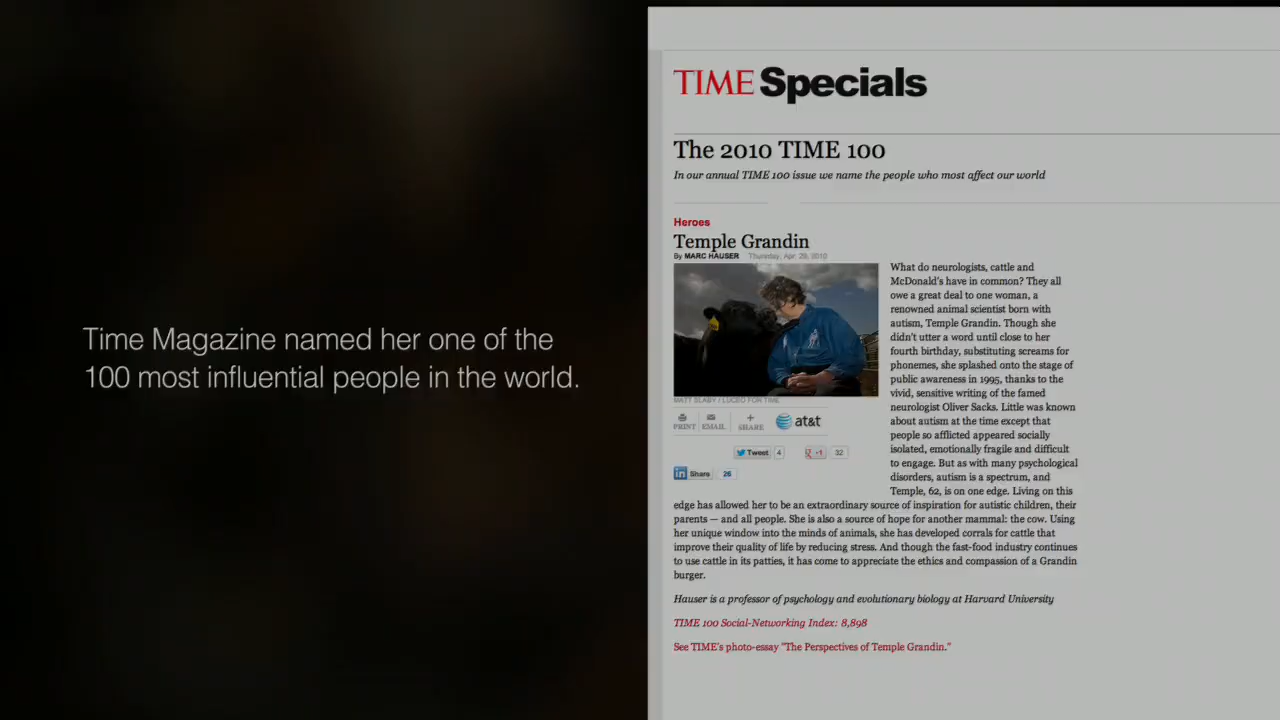 Time Magazine named her one of the
100 most influential people in the world.
TIME Specials
The 2010 TIME 100
In our annual TIME 100 issue we name the people who most affect our world
Heroes
Temple Grandin
By MARC HAUSER Thursday, Apr. 29, 2010
What do neurologists, cattle and
McDonald's have in common? They all
owe a great deal to one woman, a
renowned animal scientist born with
autism, Temple Grandin. Though she
didn't utter a word until close to her
fourth birthday, substituting screams for
phonemes, she splashed onto the stage of
public awareness in 1995, thanks to the
vivid, sensitive writing of the famed
neurologist Oliver Sacks. Little was known
about autism at the time except that
people so afflicted appeared socially
isolated, emotionally fragile and difficult
to engage. But as with many psychological
disorders, autism is a spectrum, and
Temple, 62, is on one edge. Living on this
edge has allowed her to be an extraordinary source of inspiration for autistic children, their
parents — and all people. She is also a source of hope for another mammal: the cow. Using
her unique window into the minds of animals, she has developed corrals for cattle that
improve their quality of life by reducing stress. And though the fast-food industry continues
to use cattle in its patties, it has come to appreciate the ethics and compassion of a Grandin
burger.
MATT SLABY / LUCEO FOR TIME
PRINT EMAIL SHARE at&t
Tweet 4 +1 32
in Share 26
Hauser is a professor of psychology and evolutionary biology at Harvard University
TIME 100 Social-Networking Index: 8,898
See TIME's photo-essay "The Perspectives of Temple Grandin."